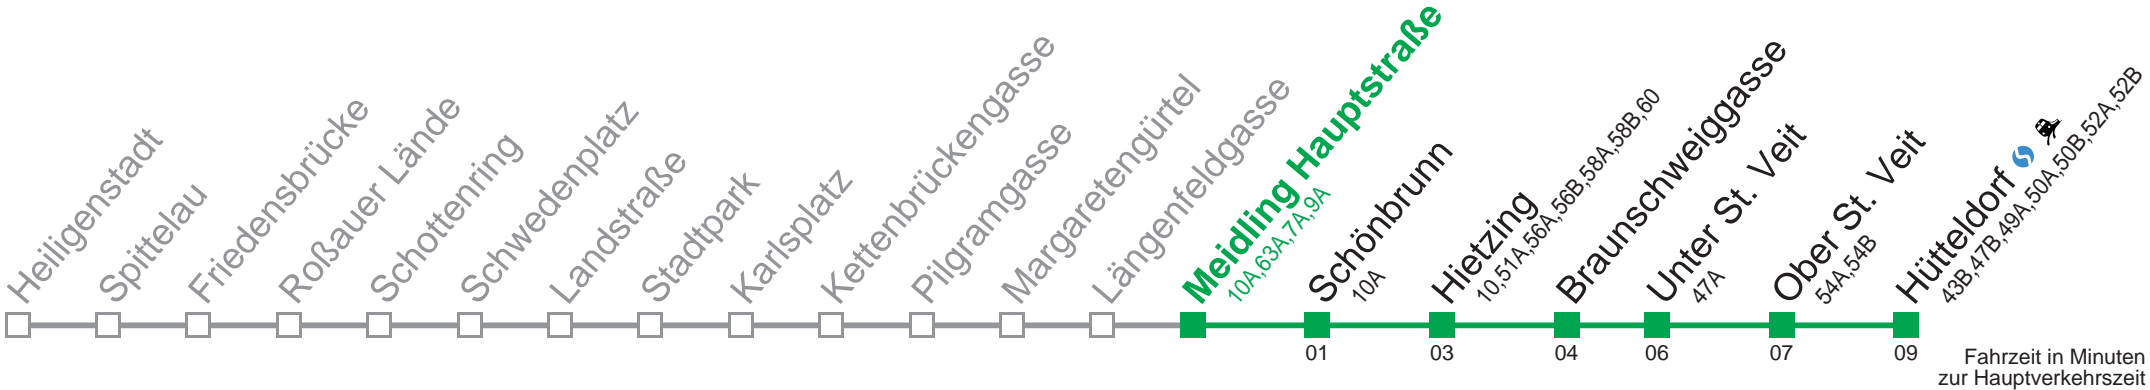 Heiligenstadt
Spittelau
Friedensbrücke
Roßauer Lände
Schottenring
Schwedenplatz
Landstraße
Stadtpark
Karlsplatz
Kettenbrückengasse
Pilgramgasse
Margaretengürtel
Längenfeldgasse
Meidling Hauptstraße
10A,63A,7A,9A
Schönbrunn
10A
Hietzing
10,51A,56A,56B,58A,58B,60
Braunschweiggasse
Unter St. Veit
47A
Ober St. Veit
54A,54B
Hütteldorf
43B,47B,49A,50A,50B,52A,52B
01
03
04
06
07
09
Fahrzeit in Minuten
zur Hauptverkehrszeit